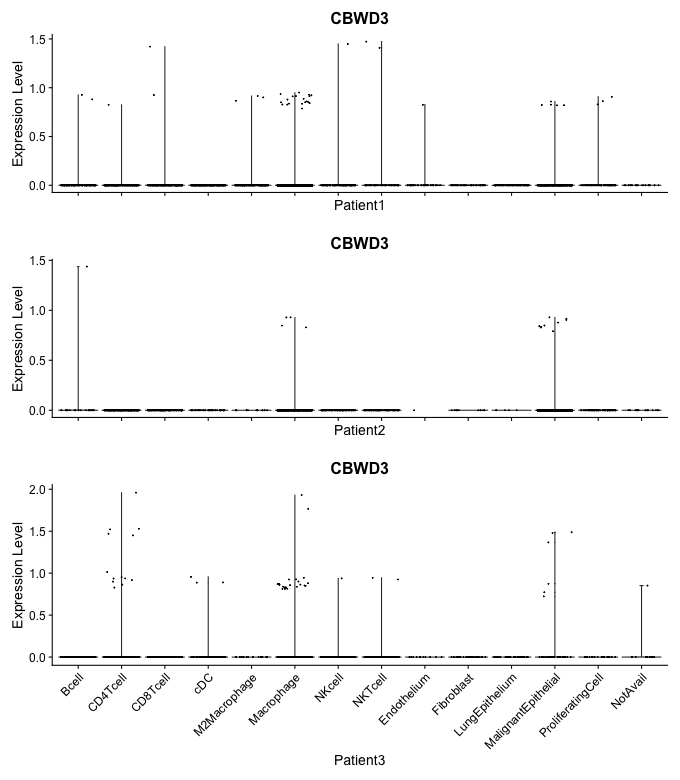 CBWD3
1.5
1.0
0.5
0.0
Expression Level
Patient1
CBWD3
1.5
1.0
0.5
0.0
Expression Level
Patient2
CBWD3
2.0
1.5
1.0
0.5
0.0
Expression Level
Bcell
CD4Tcell
CD8Tcell
cDC
M2Macrophage
Macrophage
NKcell
NKTcell
Endothelium
Fibroblast
LungEpithelium
MalignantEpithelial
ProliferatingCell
NotAvail
Patient3